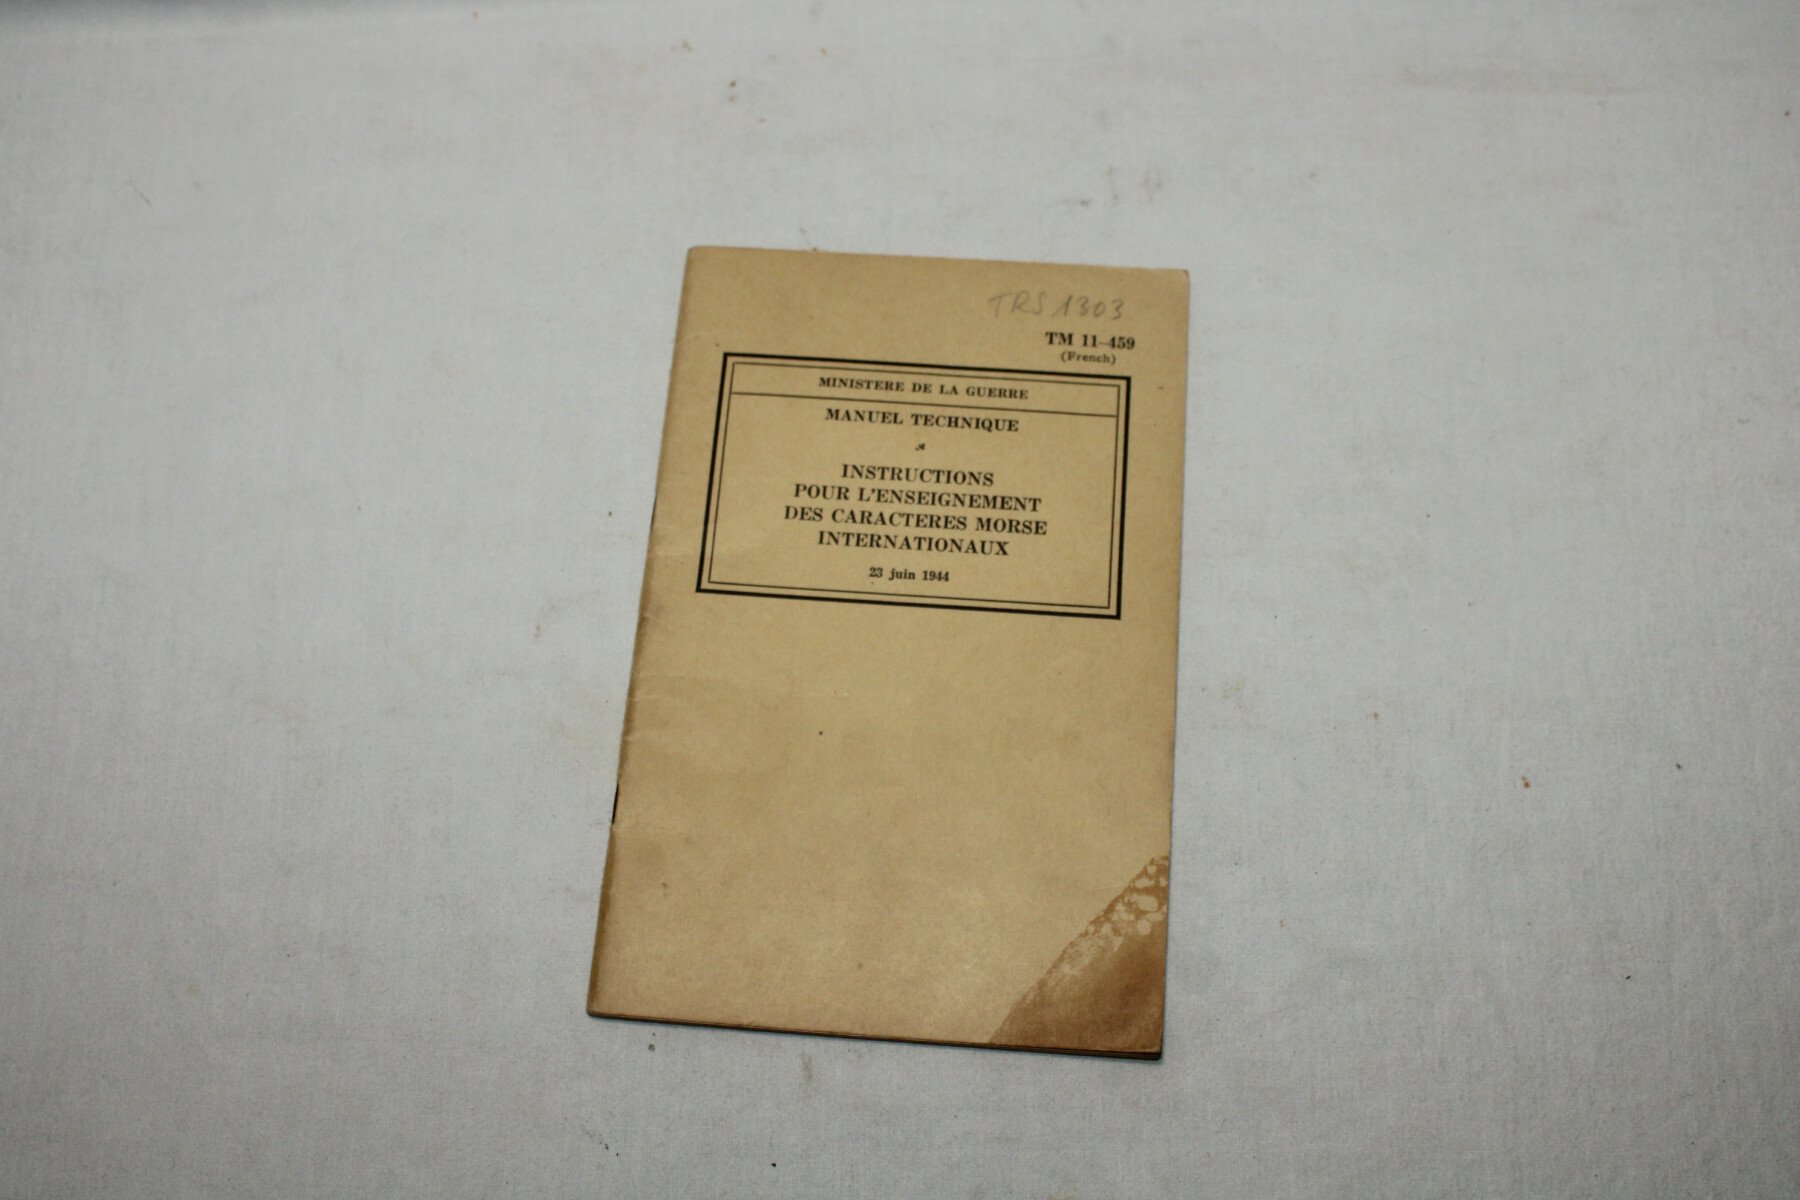 TRS 1303
TM 11-459
(French)
MINISTERE DE LA GUERRE
MANUEL TECHNIQUE
INSTRUCTIONS
POUR L'ENSEIGNEMENT
DES CARACTERES MORSE
INTERNATIONAUX
23 juin 1944